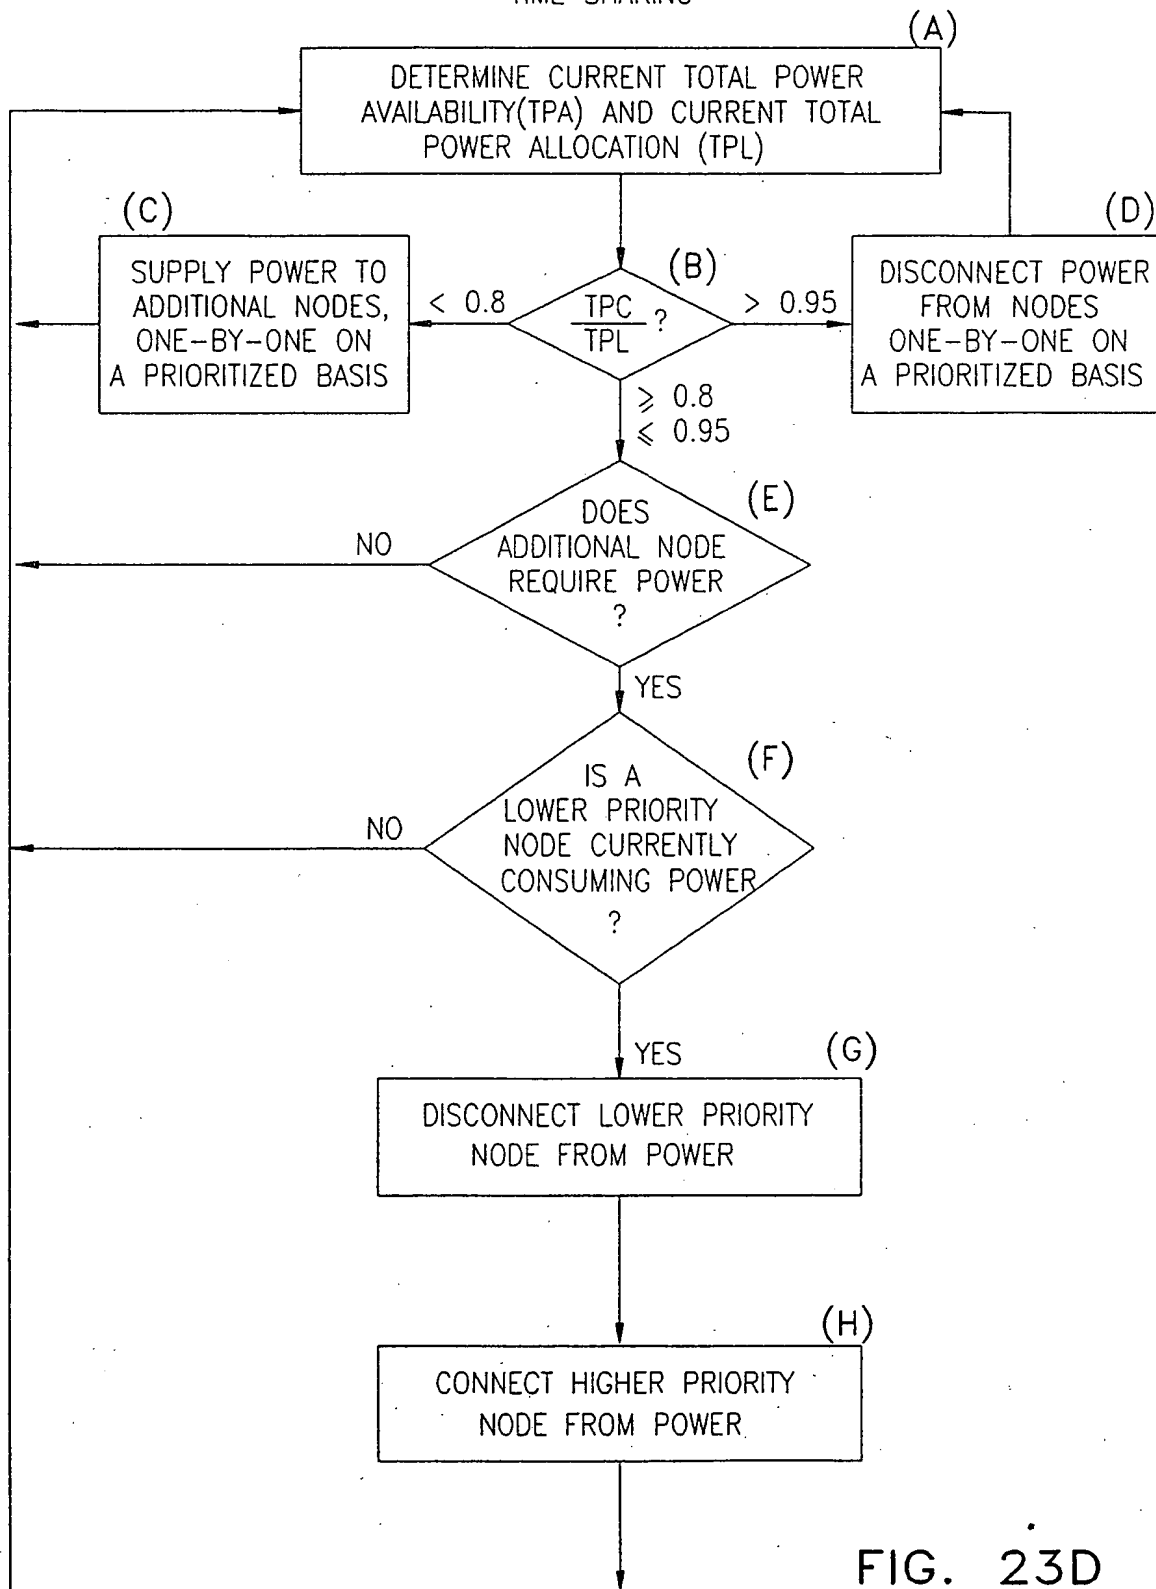 (A)
DETERMINE CURRENT TOTAL POWER
AVAILABILITY(TPA) AND CURRENT TOTAL
POWER ALLOCATION (TPL)
(C)
SUPPLY POWER TO
ADDITIONAL NODES,
ONE-BY-ONE ON
A PRIORITIZED BASIS
< 0.8
(B)
TPC
TPL
?
> 0.95
(D)
DISCONNECT POWER
FROM NODES
ONE-BY-ONE ON
A PRIORITIZED BASIS
⩾ 0.8
⩽ 0.95
(E)
DOES
ADDITIONAL NODE
REQUIRE POWER
?
NO
YES
(F)
IS A
LOWER PRIORITY
NODE CURRENTLY
CONSUMING POWER
?
NO
YES
(G)
DISCONNECT LOWER PRIORITY
NODE FROM POWER
(H)
CONNECT HIGHER PRIORITY
NODE FROM POWER
FIG. 23D